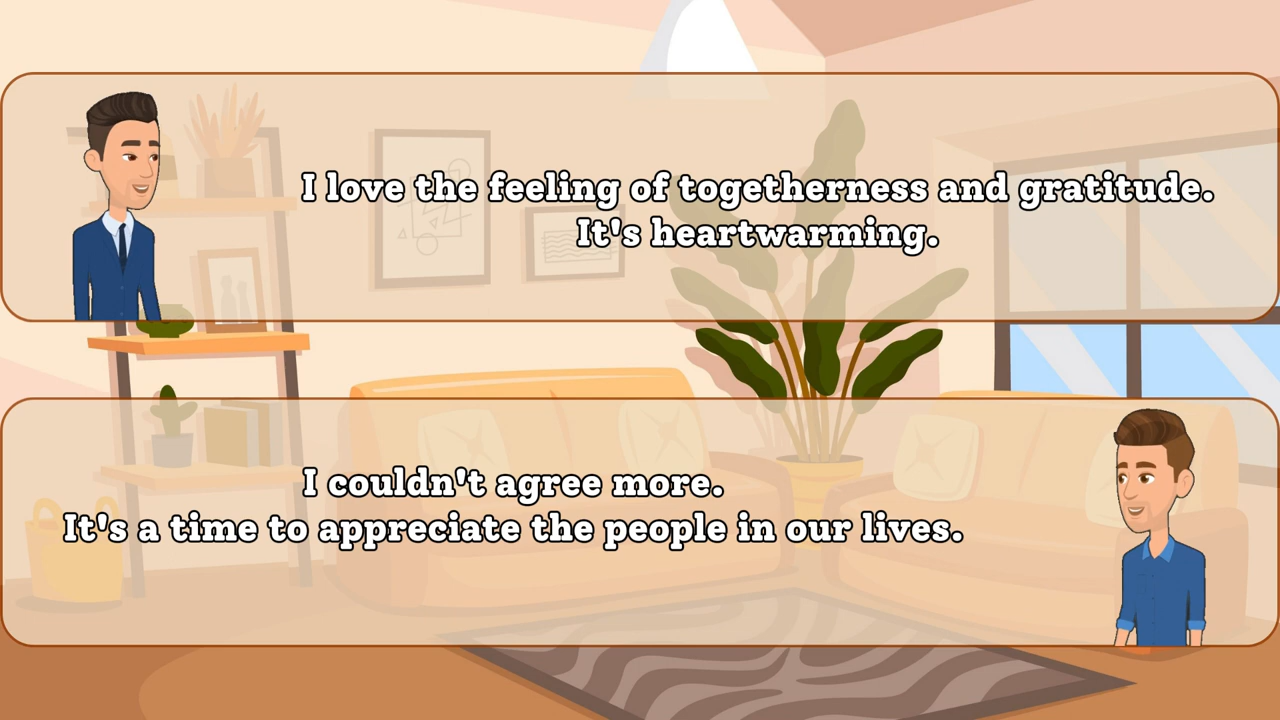 I love the feeling of togetherness and gratitude.
It's heartwarming.
I couldn't agree more.
It's a time to appreciate the people in our lives.